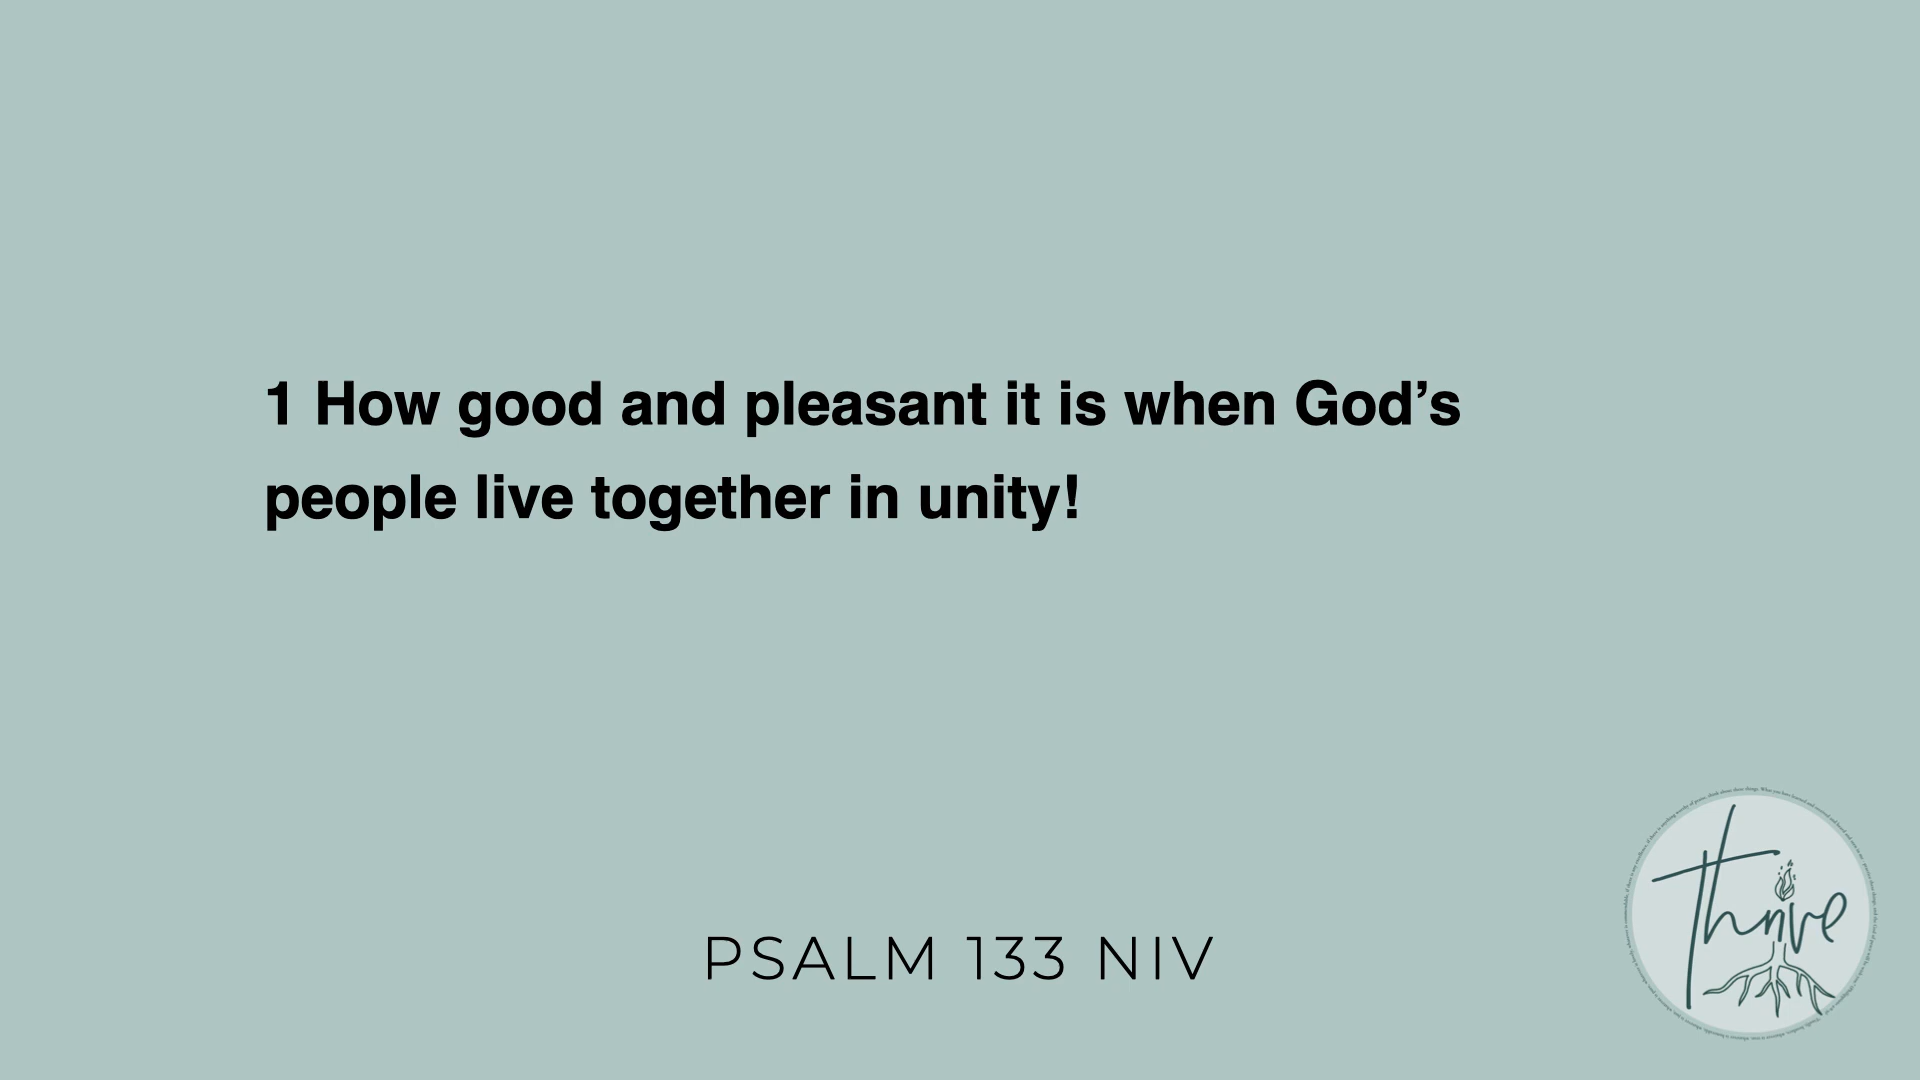 1 How good and pleasant it is when God’s
people live together in unity!
PSALM 133 NIV
thrive